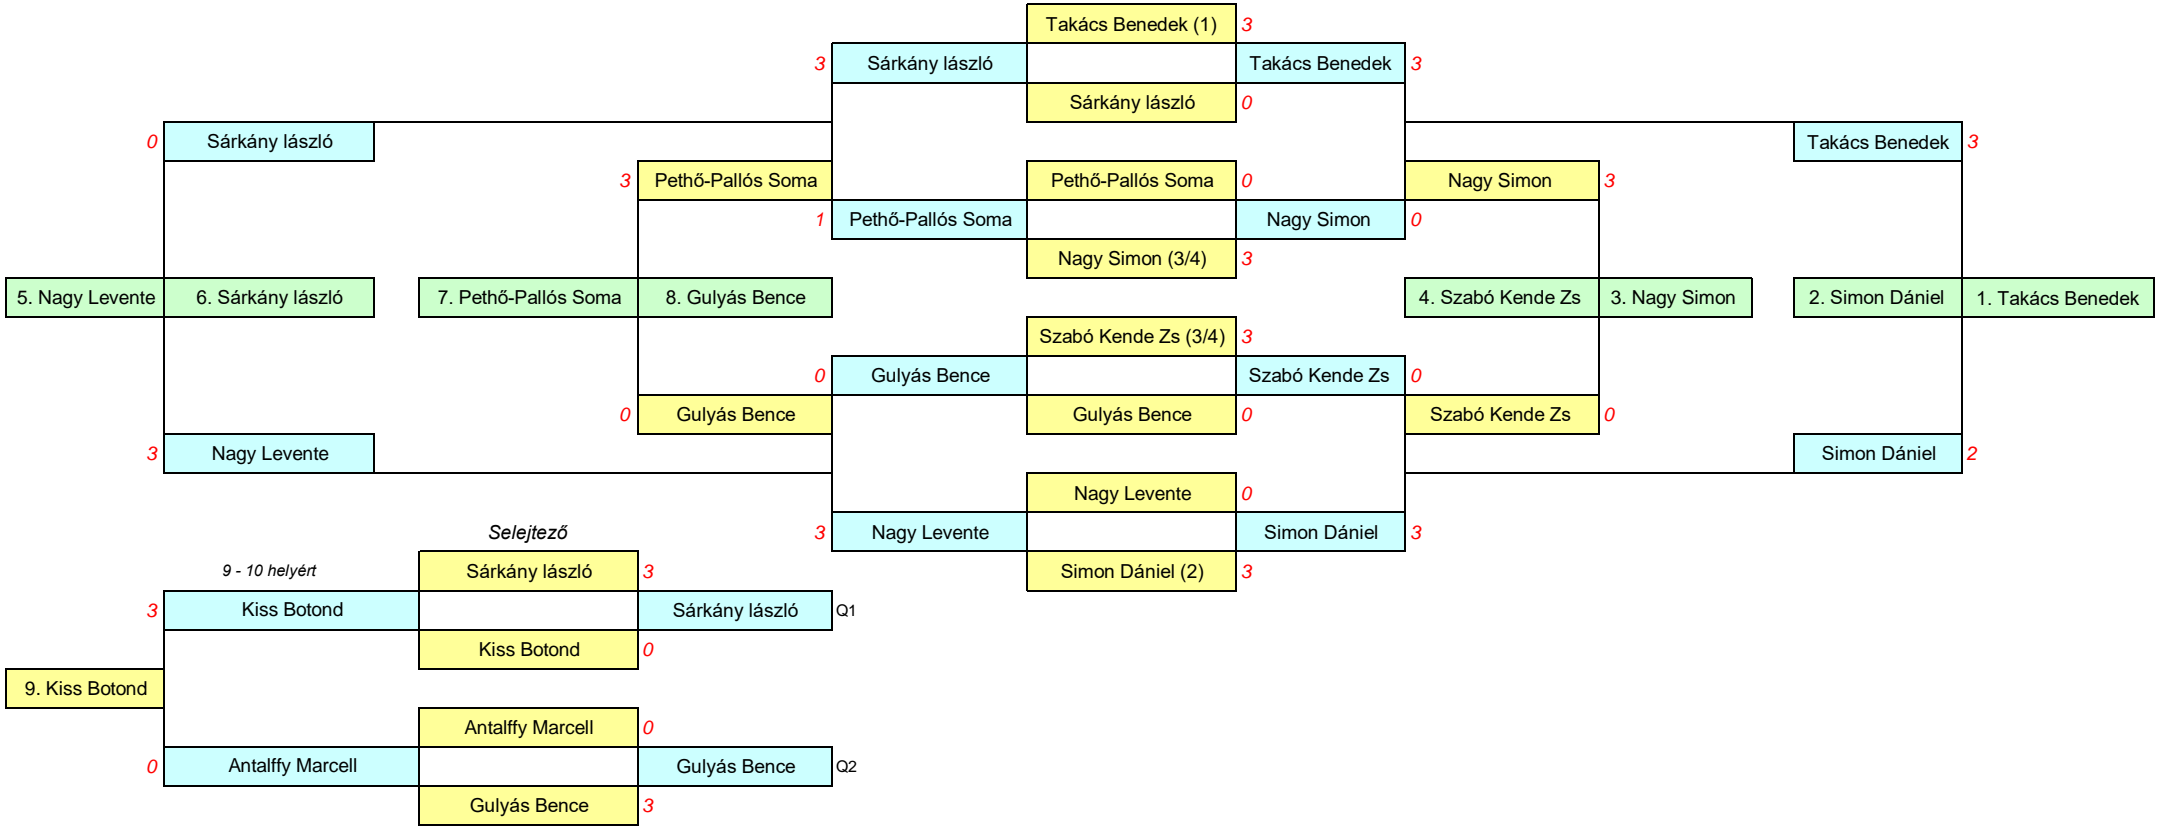 Takács Benedek (1) 3
3 Sárkány lászló Takács Benedek 3
Sárkány lászló 0
0 Sárkány lászló Takács Benedek 3
3 Pethő-Pallós Soma Pethő-Pallós Soma 0 Nagy Simon 3
1 Pethő-Pallós Soma Nagy Simon 0
Nagy Simon (3/4) 3
5. Nagy Levente 6. Sárkány lászló 7. Pethő-Pallós Soma 8. Gulyás Bence 4. Szabó Kende Zs 3. Nagy Simon 2. Simon Dániel 1. Takács Benedek
Szabó Kende Zs (3/4) 3
0 Gulyás Bence Szabó Kende Zs 0
0 Gulyás Bence Gulyás Bence 0 Szabó Kende Zs 0
3 Nagy Levente Simon Dániel 2
Nagy Levente 0
Selejtező 3 Nagy Levente Simon Dániel 3
9 - 10 helyért Sárkány lászló 3 Simon Dániel (2) 3
3 Kiss Botond Sárkány lászló Q1
Kiss Botond 0
9. Kiss Botond
Antalffy Marcell 0
0 Antalffy Marcell Gulyás Bence Q2
Gulyás Bence 3